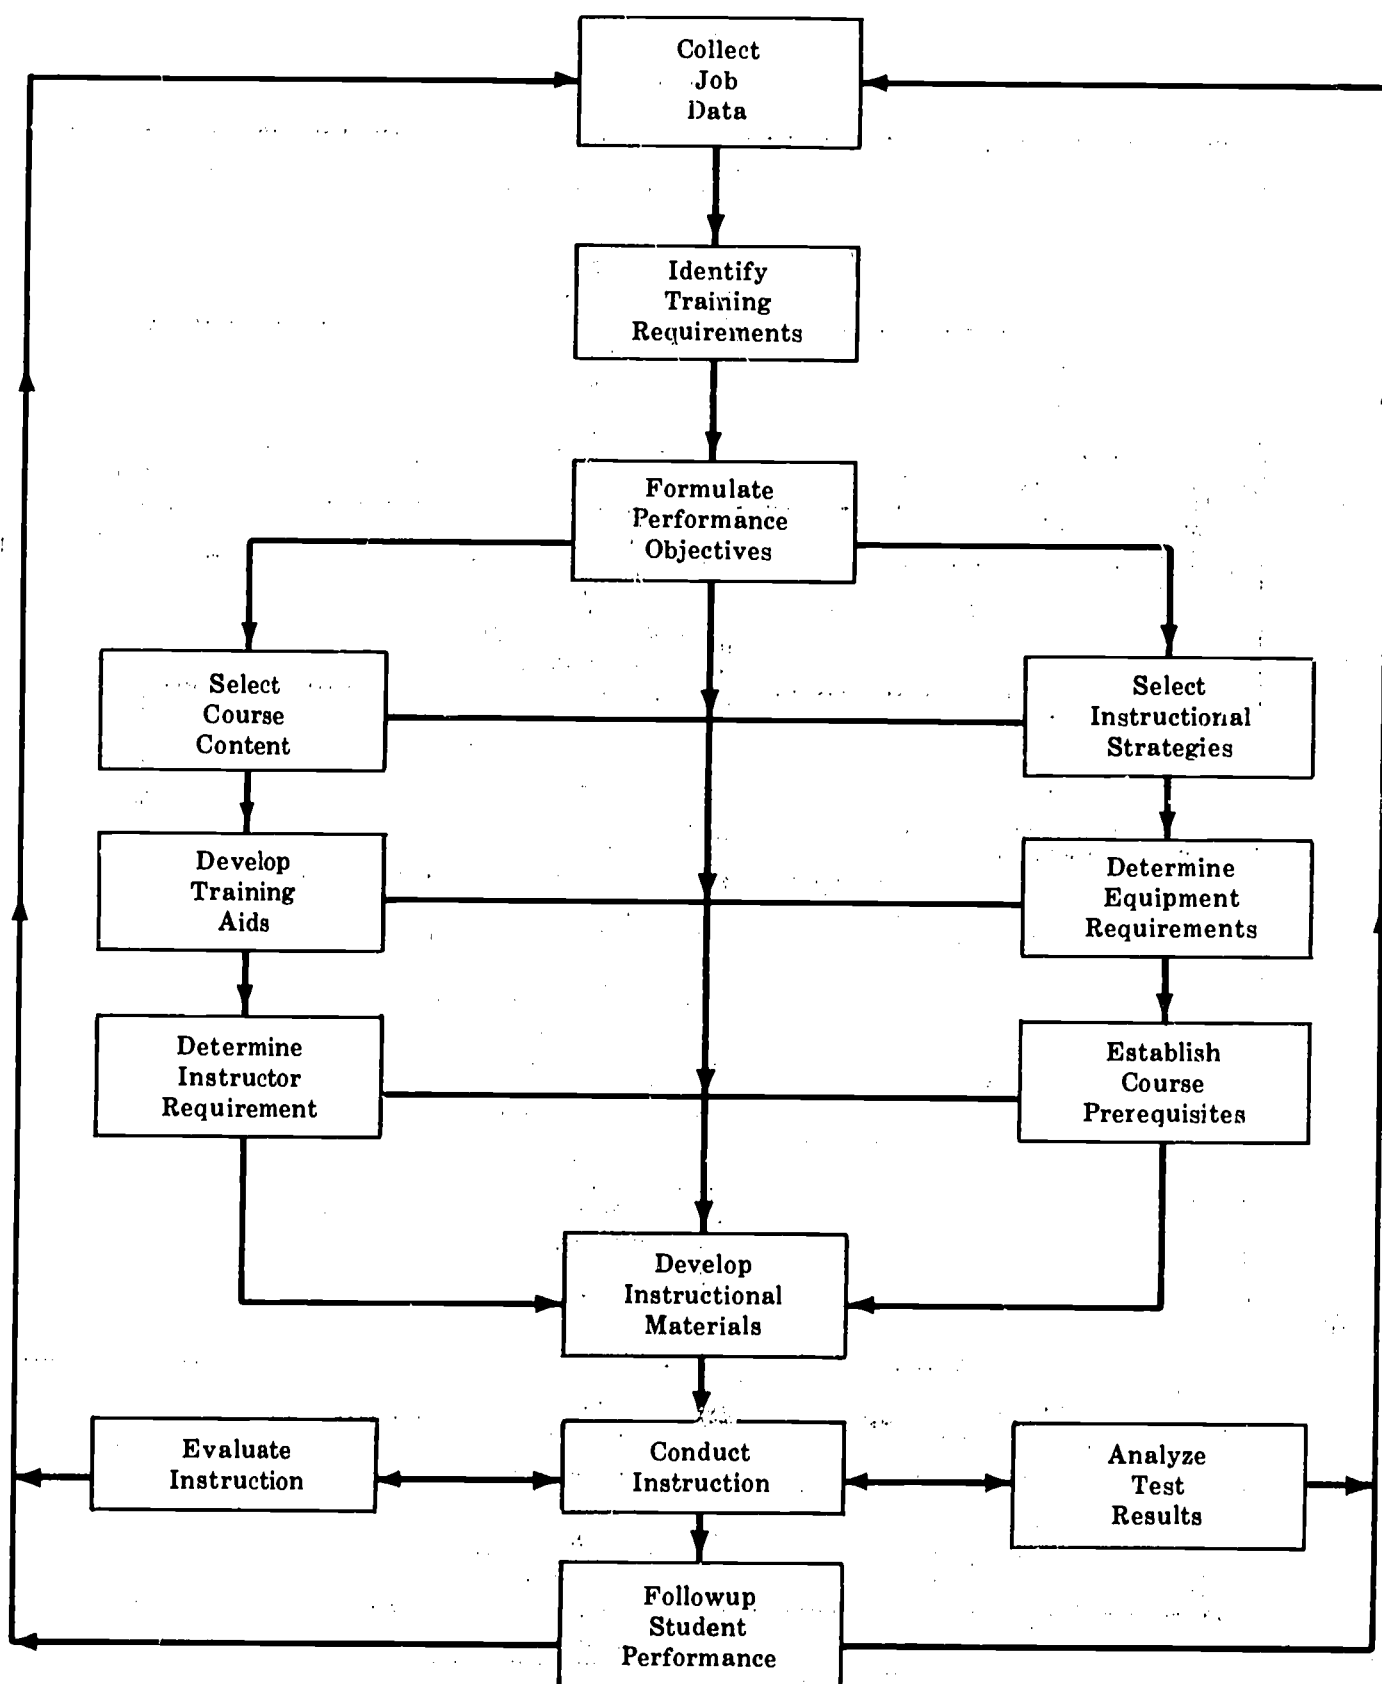 Collect
Job
Data
Identify
Training
Requirements
Formulate
Performance
Objectives
Select
Course
Content
Select
Instructional
Strategies
Develop
Training
Aids
Determine
Equipment
Requirements
Determine
Instructor
Requirement
Establish
Course
Prerequisites
Develop
Instructional
Materials
Evaluate
Instruction
Conduct
Instruction
Analyze
Test
Results
Followup
Student
Performance